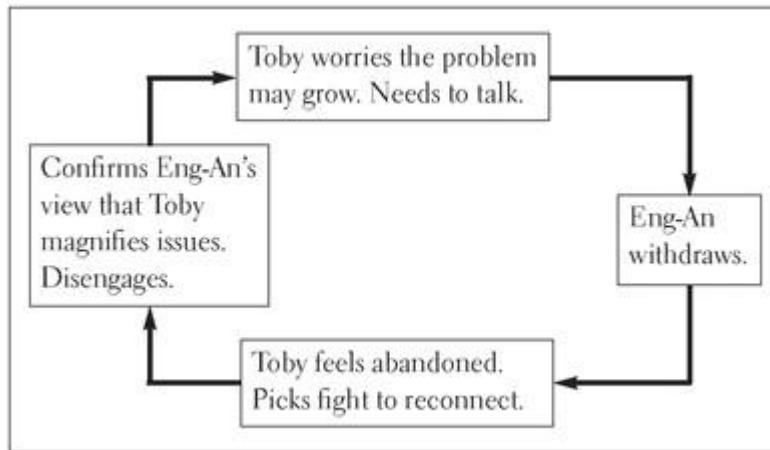 Toby worries the problem
may grow. Needs to talk.
Eng-An
withdraws.
Toby feels abandoned.
Picks fight to reconnect.
Confirms Eng-An's
view that Toby
magnifies issues.
Disengages.